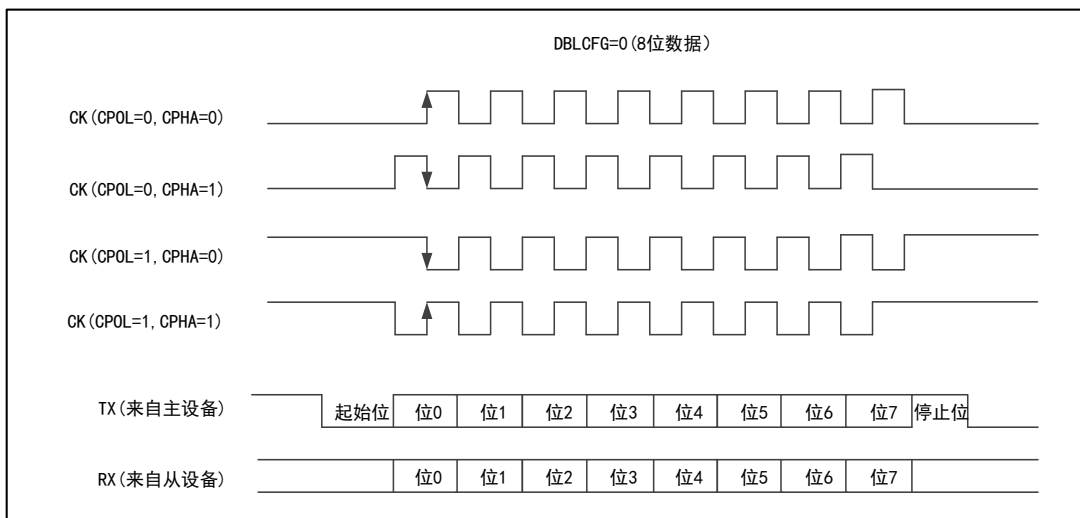 DBLCFG=0(8位数据)
CK(CPOL=0,CPHA=0)
CK(CPOL=0,CPHA=1)
CK(CPOL=1,CPHA=0)
CK(CPOL=1,CPHA=1)
TX(来自主设备) 起始位 位0 位1 位2 位3 位4 位5 位6 位7 停止位
RX(来自从设备) 位0 位1 位2 位3 位4 位5 位6 位7